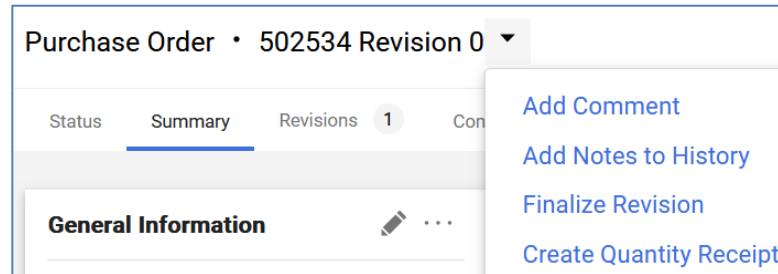 Purchase Order • 502534 Revision 0
Status Summary Revisions 1 Con
Add Comment
Add Notes to History
General Information
Finalize Revision
Create Quantity Receipt